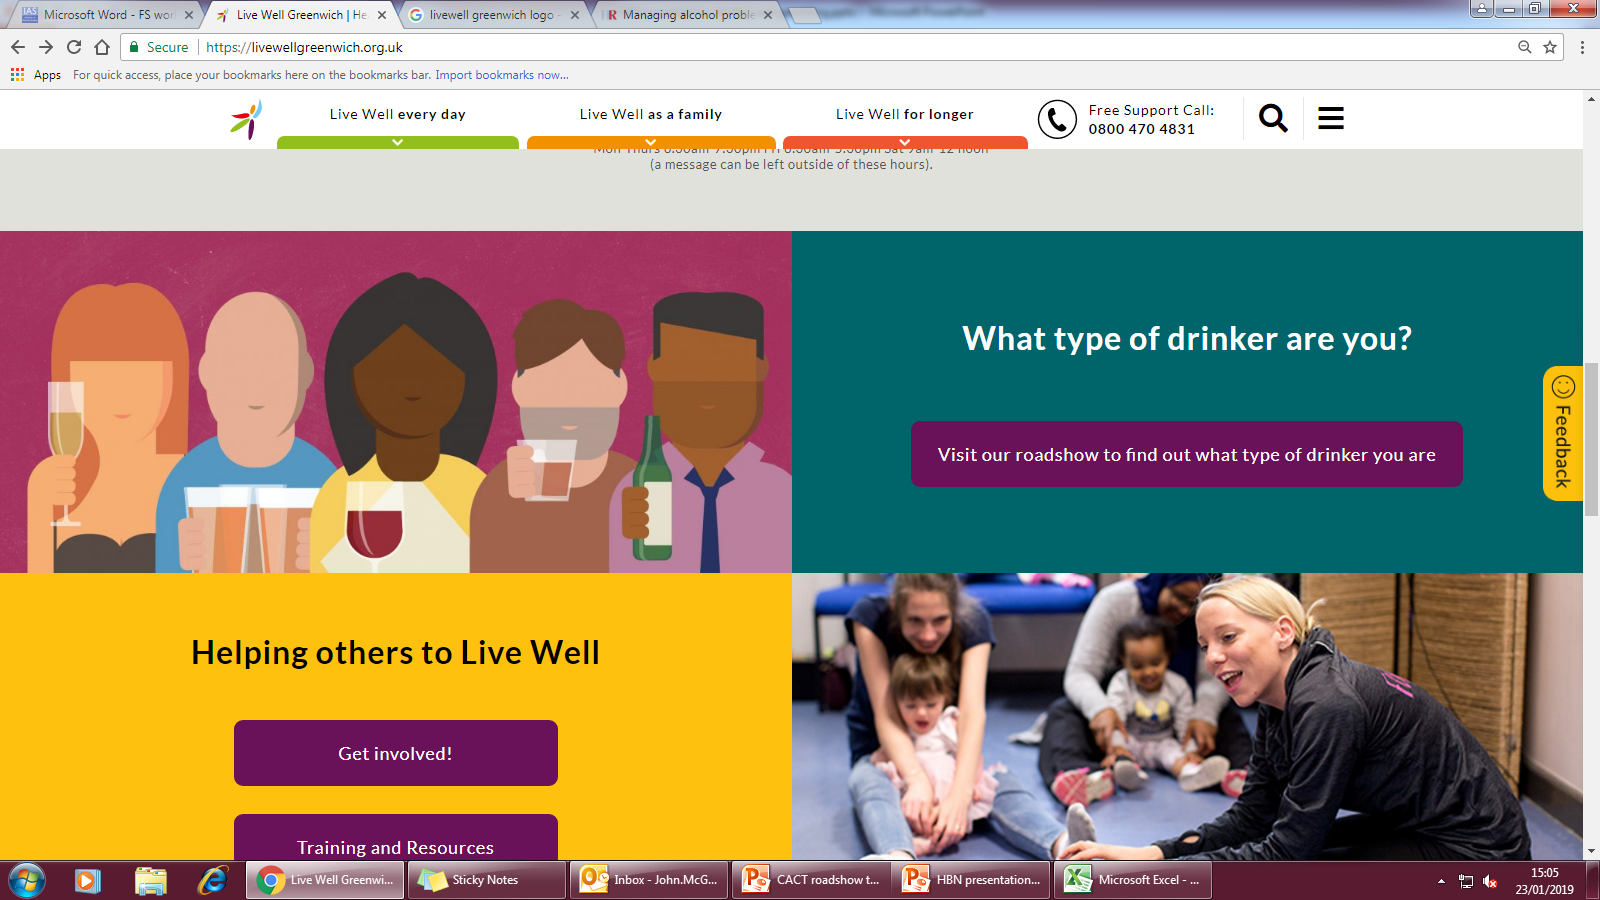 Microsoft Word - FS wor
Live Well Greenwich | He
livewell greenwich logo -
Managing alcohol proble
Secure
https://livewellgreenwich.org.uk
Apps
For quick access, place your bookmarks here on the bookmarks bar. Import bookmarks now...
Live Well every day
Live Well as a family
Live Well for longer
Free Support Call:
0800 470 4831
(a message can be left outside of these hours).
What type of drinker are you?
Visit our roadshow to find out what type of drinker you are
Feedback
Helping others to Live Well
Get involved!
Training and Resources
Live Well Greenwi...
Sticky Notes
Inbox - John.McG...
CACT roadshow t...
HBN presentation...
Microsoft Excel - ...
15:05
23/01/2019